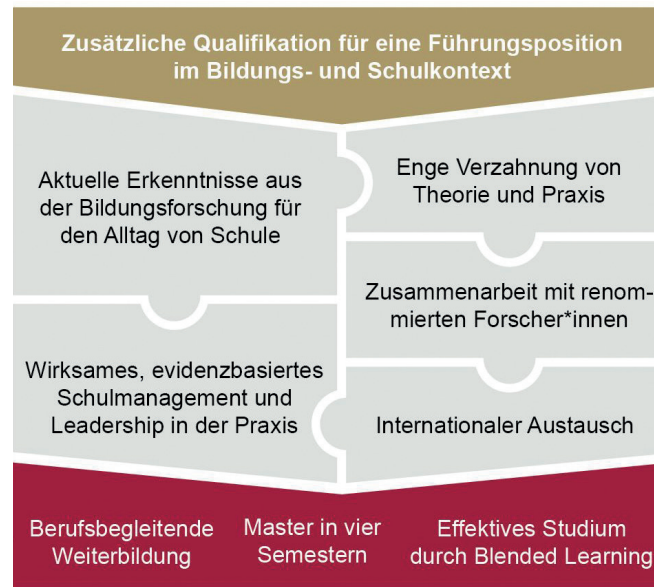 Zusätzliche Qualifikation für eine Führungsposition
im Bildungs- und Schulkontext
Aktuelle Erkenntnisse aus
der Bildungsforschung für
den Alltag von Schule
Enge Verzahnung von
Theorie und Praxis
Zusammenarbeit mit renom-
mierten Forscher*innen
Wirksames, evidenzbasiertes
Schulmanagement und
Leadership in der Praxis
Internationaler Austausch
Berufsbegleitende
Weiterbildung
Master in vier
Semestern
Effektives Studium
durch Blended Learning